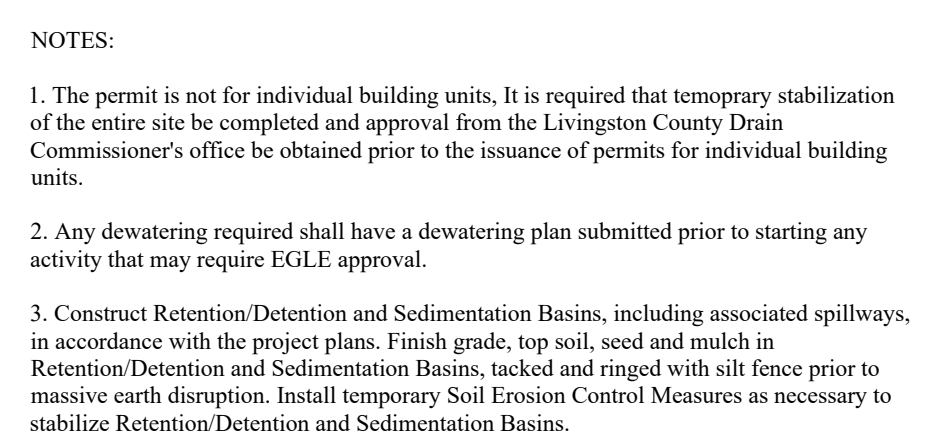 NOTES:
1. The permit is not for individual building units, It is required that temoprary stabilization
of the entire site be completed and approval from the Livingston County Drain
Commissioner's office be obtained prior to the issuance of permits for individual building
units.
2. Any dewatering required shall have a dewatering plan submitted prior to starting any
activity that may require EGLE approval.
3. Construct Retention/Detention and Sedimentation Basins, including associated spillways,
in accordance with the project plans. Finish grade, top soil, seed and mulch in
Retention/Detention and Sedimentation Basins, tacked and ringed with silt fence prior to
massive earth disruption. Install temporary Soil Erosion Control Measures as necessary to
stabilize Retention/Detention and Sedimentation Basins.